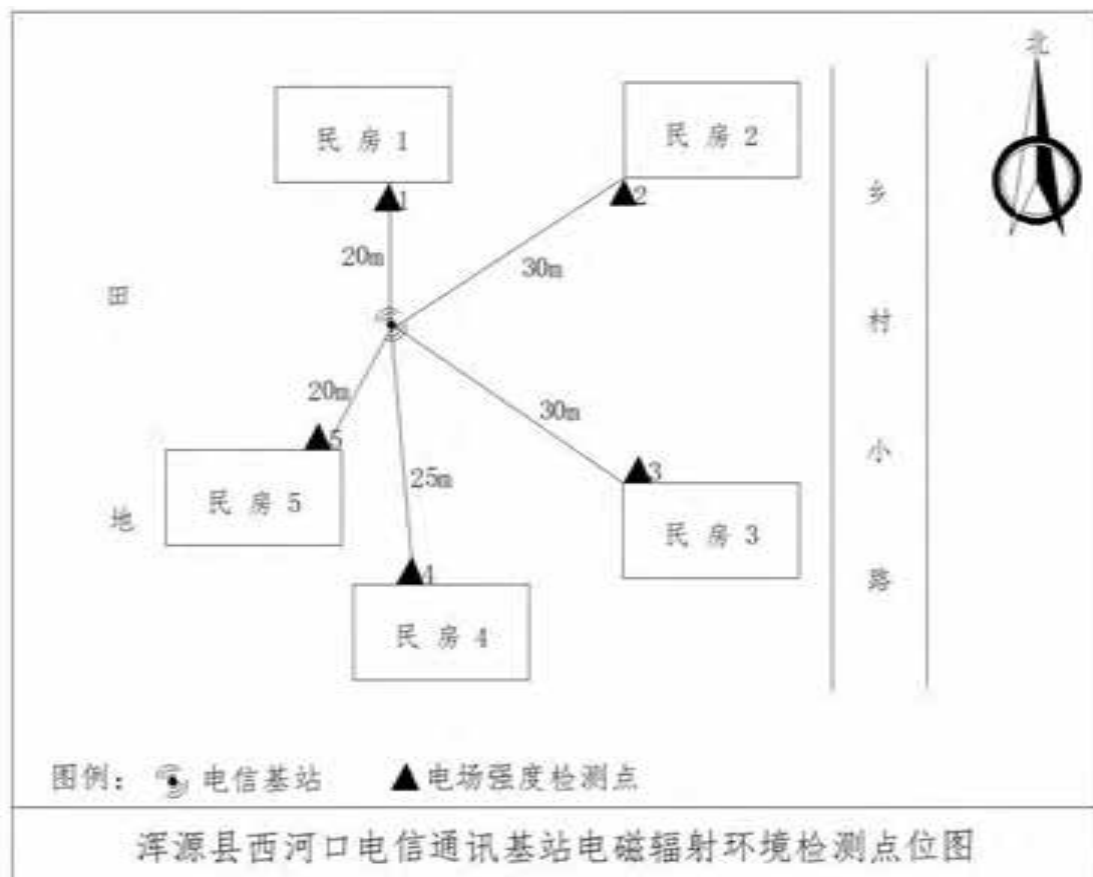 北
民房1
民房2
1
2
乡村小路
20m
30m
田地
20m
30m
5
3
25m
民房5
民房3
4
民房4
图例： 电信基站 电场强度检测点
浑源县西河口电信通讯基站电磁辐射环境检测点位图